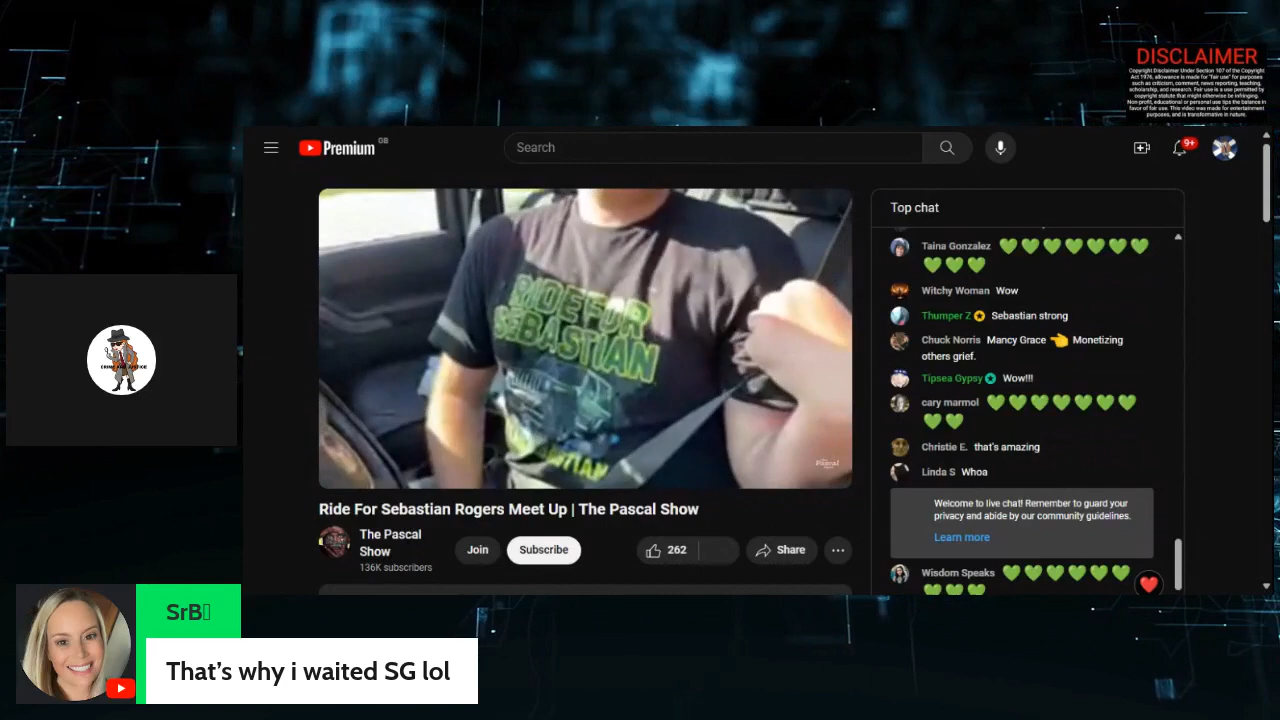 DISCLAIMER
Copyright Disclaimer Under Section 107 of the Copyright
Act 1976, allowance is made for "fair use" for purposes
such as criticism, comment, news reporting, teaching,
scholarship, and research. Fair use is a use permitted by
copyright statute that might otherwise be infringing.
Non-profit, educational or personal use tips the balance in
favor of fair use. This video was made for entertainment
purposes, and is transformative in nature.
Premium GB
Search
9+
RIDE FOR
SEBASTIAN
Top chat
Taina Gonzalez 💚💚💚💚💚💚💚
💚💚💚
Witchy Woman Wow
Thumper Z Sebastian strong
Chuck Norris Mancy Grace 👈 Monetizing
others grief.
Tipsea Gypsy Wow!!!
cary marmol 💚💚💚💚💚💚💚
💚💚
Christie E. that's amazing
Linda S Whoa
Welcome to live chat! Remember to guard your
privacy and abide by our community guidelines.
Learn more
Wisdom Speaks 💚💚💚💚💚💚
💚💚💚
Ride For Sebastian Rogers Meet Up | The Pascal Show
The Pascal
Show
136K subscribers
Join
Subscribe
262
Share
CRIME AND JUSTICE
SrB
That's why i waited SG lol